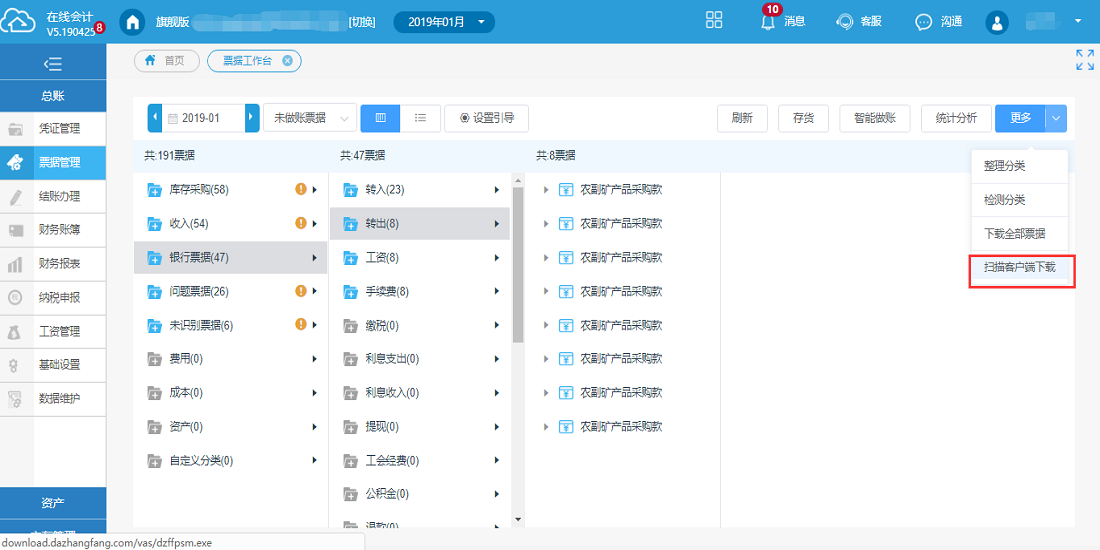 在线会计
V5.190425 8
旗舰版 [切换] 2019年01月 10 消息 客服 沟通
首页 票据工作台
总账
凭证管理
票据管理
结账办理
财务账簿
财务报表
纳税申报
工资管理
基础设置
数据维护
资产
2019-01 未做账票据 设置引导 刷新 存货 智能做账 统计分析 更多
整理分类
检测分类
下载全部票据
扫描客户端下载
共:191票据 共:47票据 共:8票据
库存采购(58) 转入(23) 农副矿产品采购款
收入(54) 转出(8) 农副矿产品采购款
银行票据(47) 工资(8) 农副矿产品采购款
问题票据(26) 手续费(8) 农副矿产品采购款
未识别票据(6) 缴税(0) 农副矿产品采购款
费用(0) 利息支出(0) 农副矿产品采购款
成本(0) 利息收入(0) 农副矿产品采购款
资产(0) 提现(0) 农副矿产品采购款
自定义分类(0) 工会经费(0)
公积金(0)
退款(0)
download.dazhangfang.com/vas/dzffpsm.exe